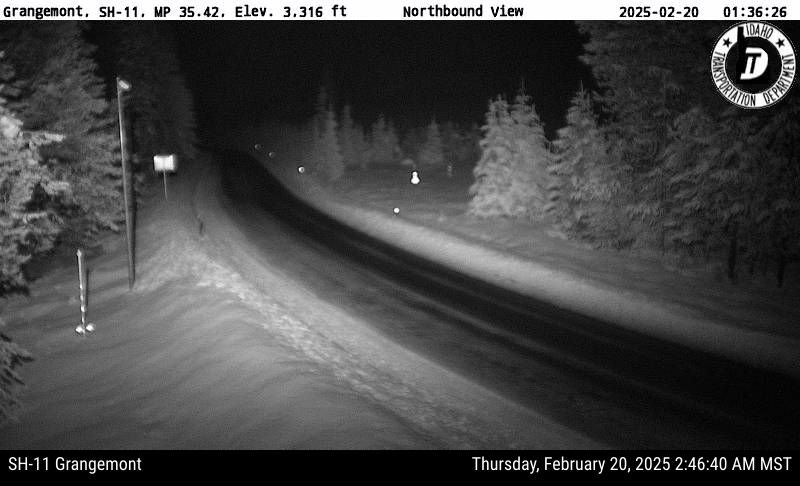 Grangemont, SH-11, MP 35.42, Elev. 3,316 ft Northbound View 2025-02-20 01:36:26
IDAHO
TRANSPORTATION DEPARTMENT
SH-11 Grangemont Thursday, February 20, 2025 2:46:40 AM MST